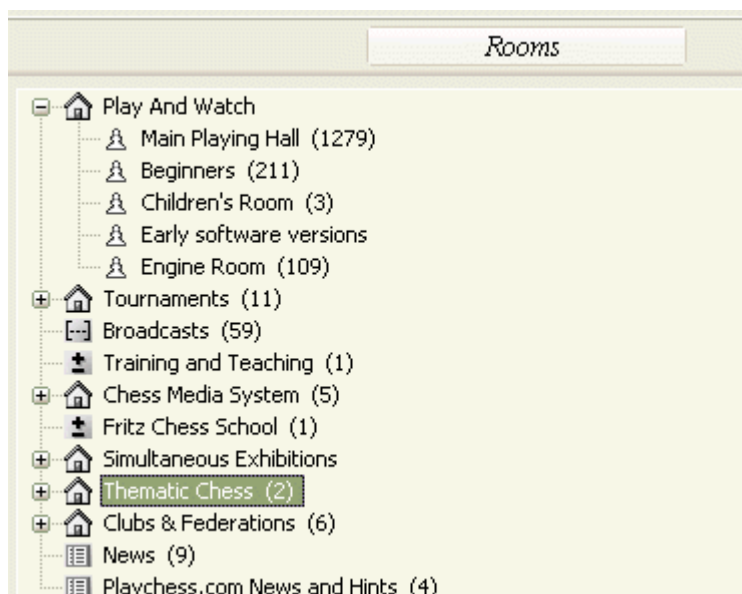 Rooms
Play And Watch
Main Playing Hall (1279)
Beginners (211)
Children's Room (3)
Early software versions
Engine Room (109)
Tournaments (11)
Broadcasts (59)
Training and Teaching (1)
Chess Media System (5)
Fritz Chess School (1)
Simultaneous Exhibitions
Thematic Chess (2)
Clubs & Federations (6)
News (9)
Playchess.com News and Hints (4)